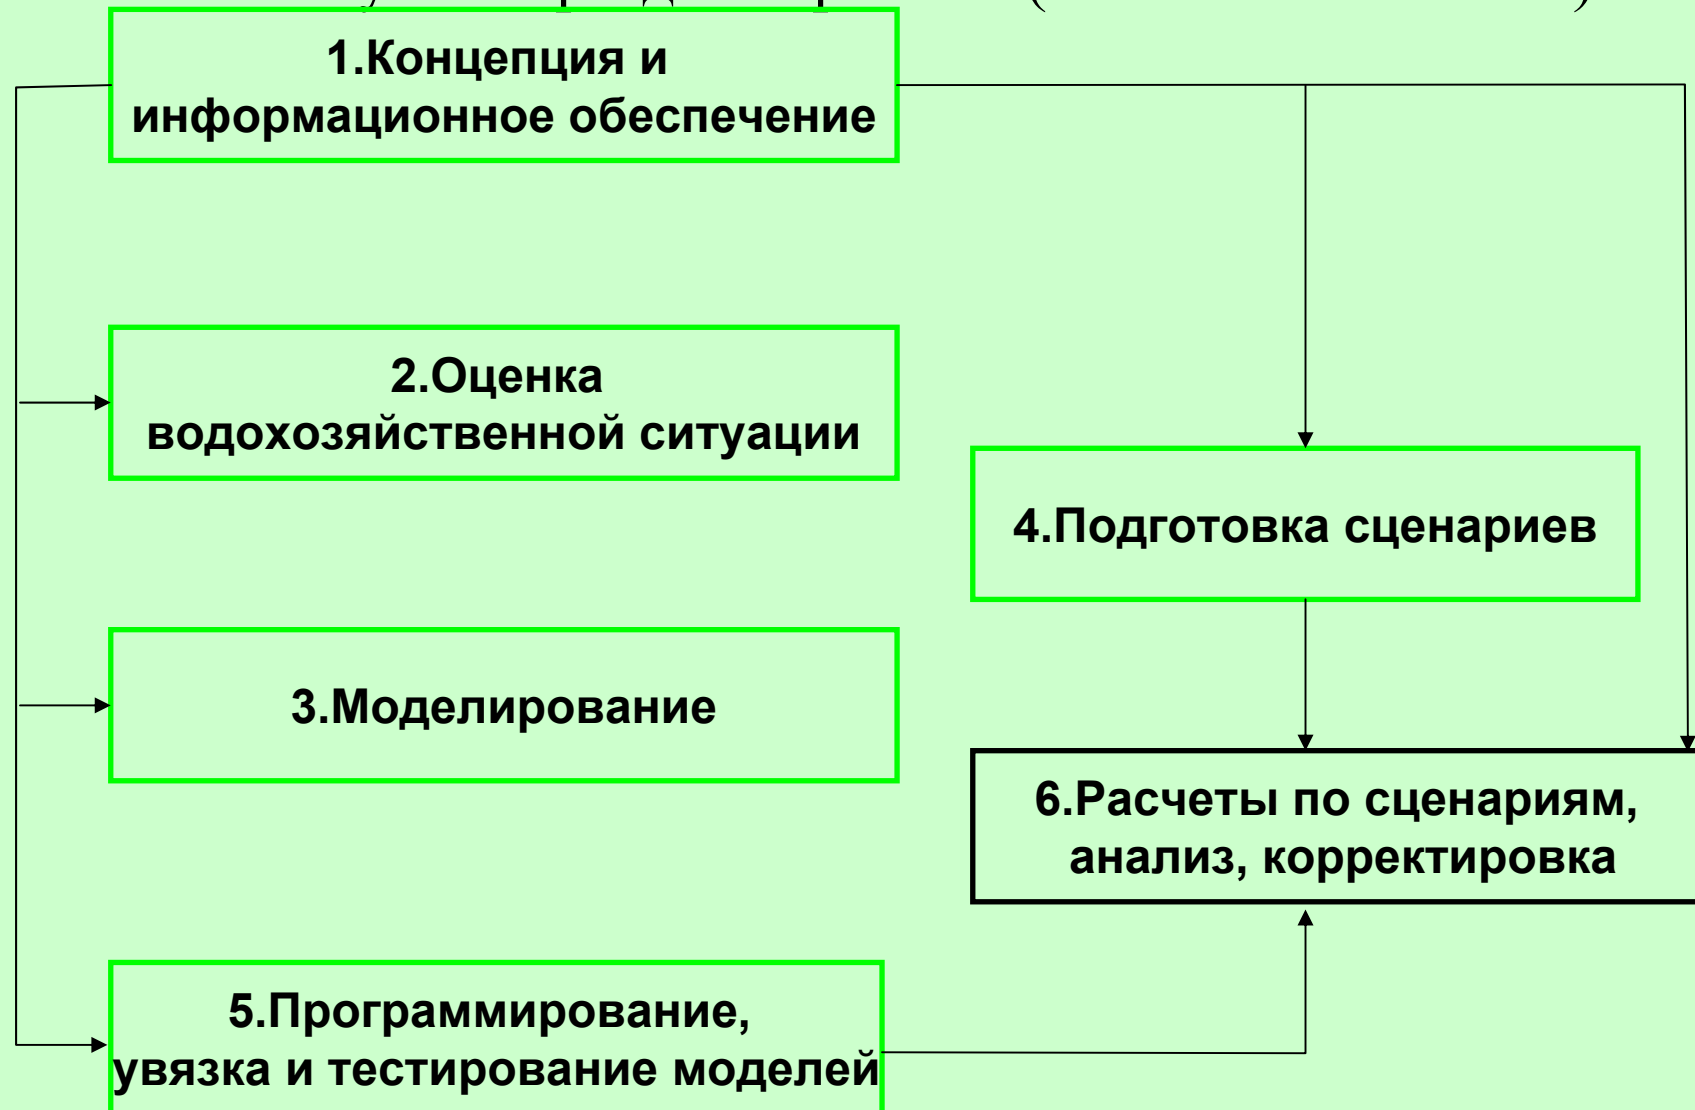 1.Концепция и
информационное обеспечение
2.Оценка
водохозяйственной ситуации
3.Моделирование
4.Подготовка сценариев
6.Расчеты по сценариям,
анализ, корректировка
5.Программирование,
увязка и тестирование моделей